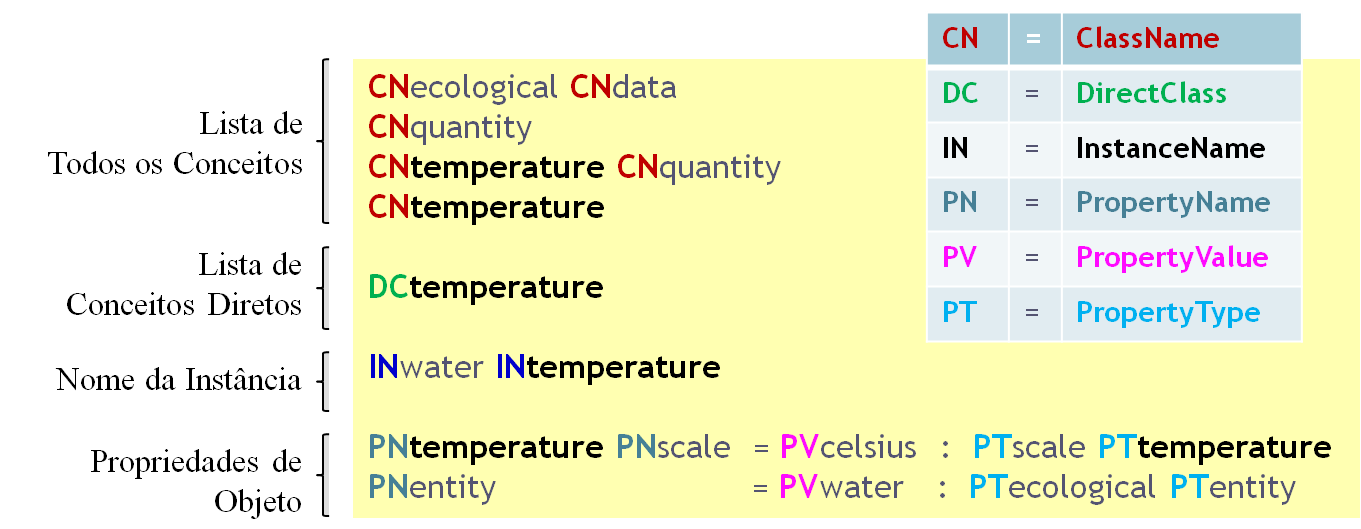 CN = ClassName
DC = DirectClass
IN = InstanceName
PN = PropertyName
PV = PropertyValue
PT = PropertyType
Lista de
Todos os Conceitos
CNecological CNdata
CNquantity
CNtemperature CNquantity
CNtemperature
Lista de
Conceitos Diretos
DCtemperature
Nome da Instância
INwater INtemperature
Propriedades de
Objeto
PNtemperature PNscale = PVcelsius : PTscale PTtemperature
PNentity = PVwater : PTecological PTentity